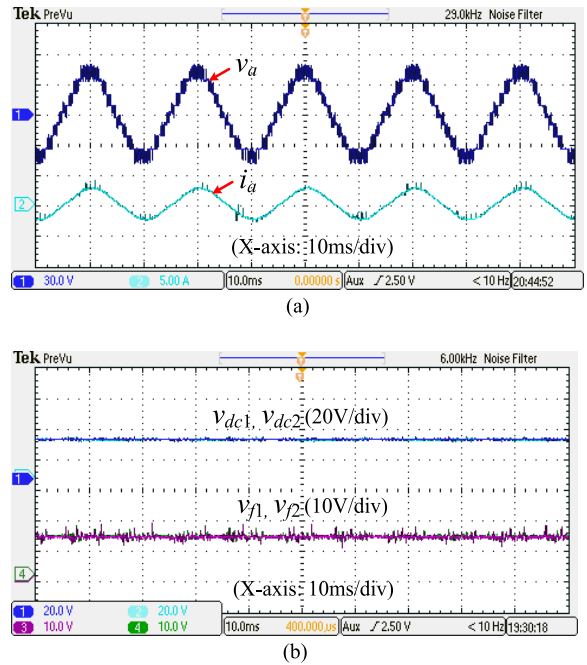 Tek PreVu 29.0kHz Noise Filter
v_a
1
2
i_a
(X-axis: 10ms/div)
1 30.0 V 2 5.00 A 10.0ms 0.00000 s Aux ƒ 2.50 V < 10 Hz 20:44:52
(a)
Tek PreVu 6.00kHz Noise Filter
v_dc1, v_dc2 (20V/div)
1
v_f1, v_f2 (10V/div)
4
(X-axis: 10ms/div)
1 20.0 V 2 20.0 V
3 10.0 V 4 10.0 V 10.0ms 400.000µs Aux ƒ 2.50 V < 10 Hz 19:30:18
(b)